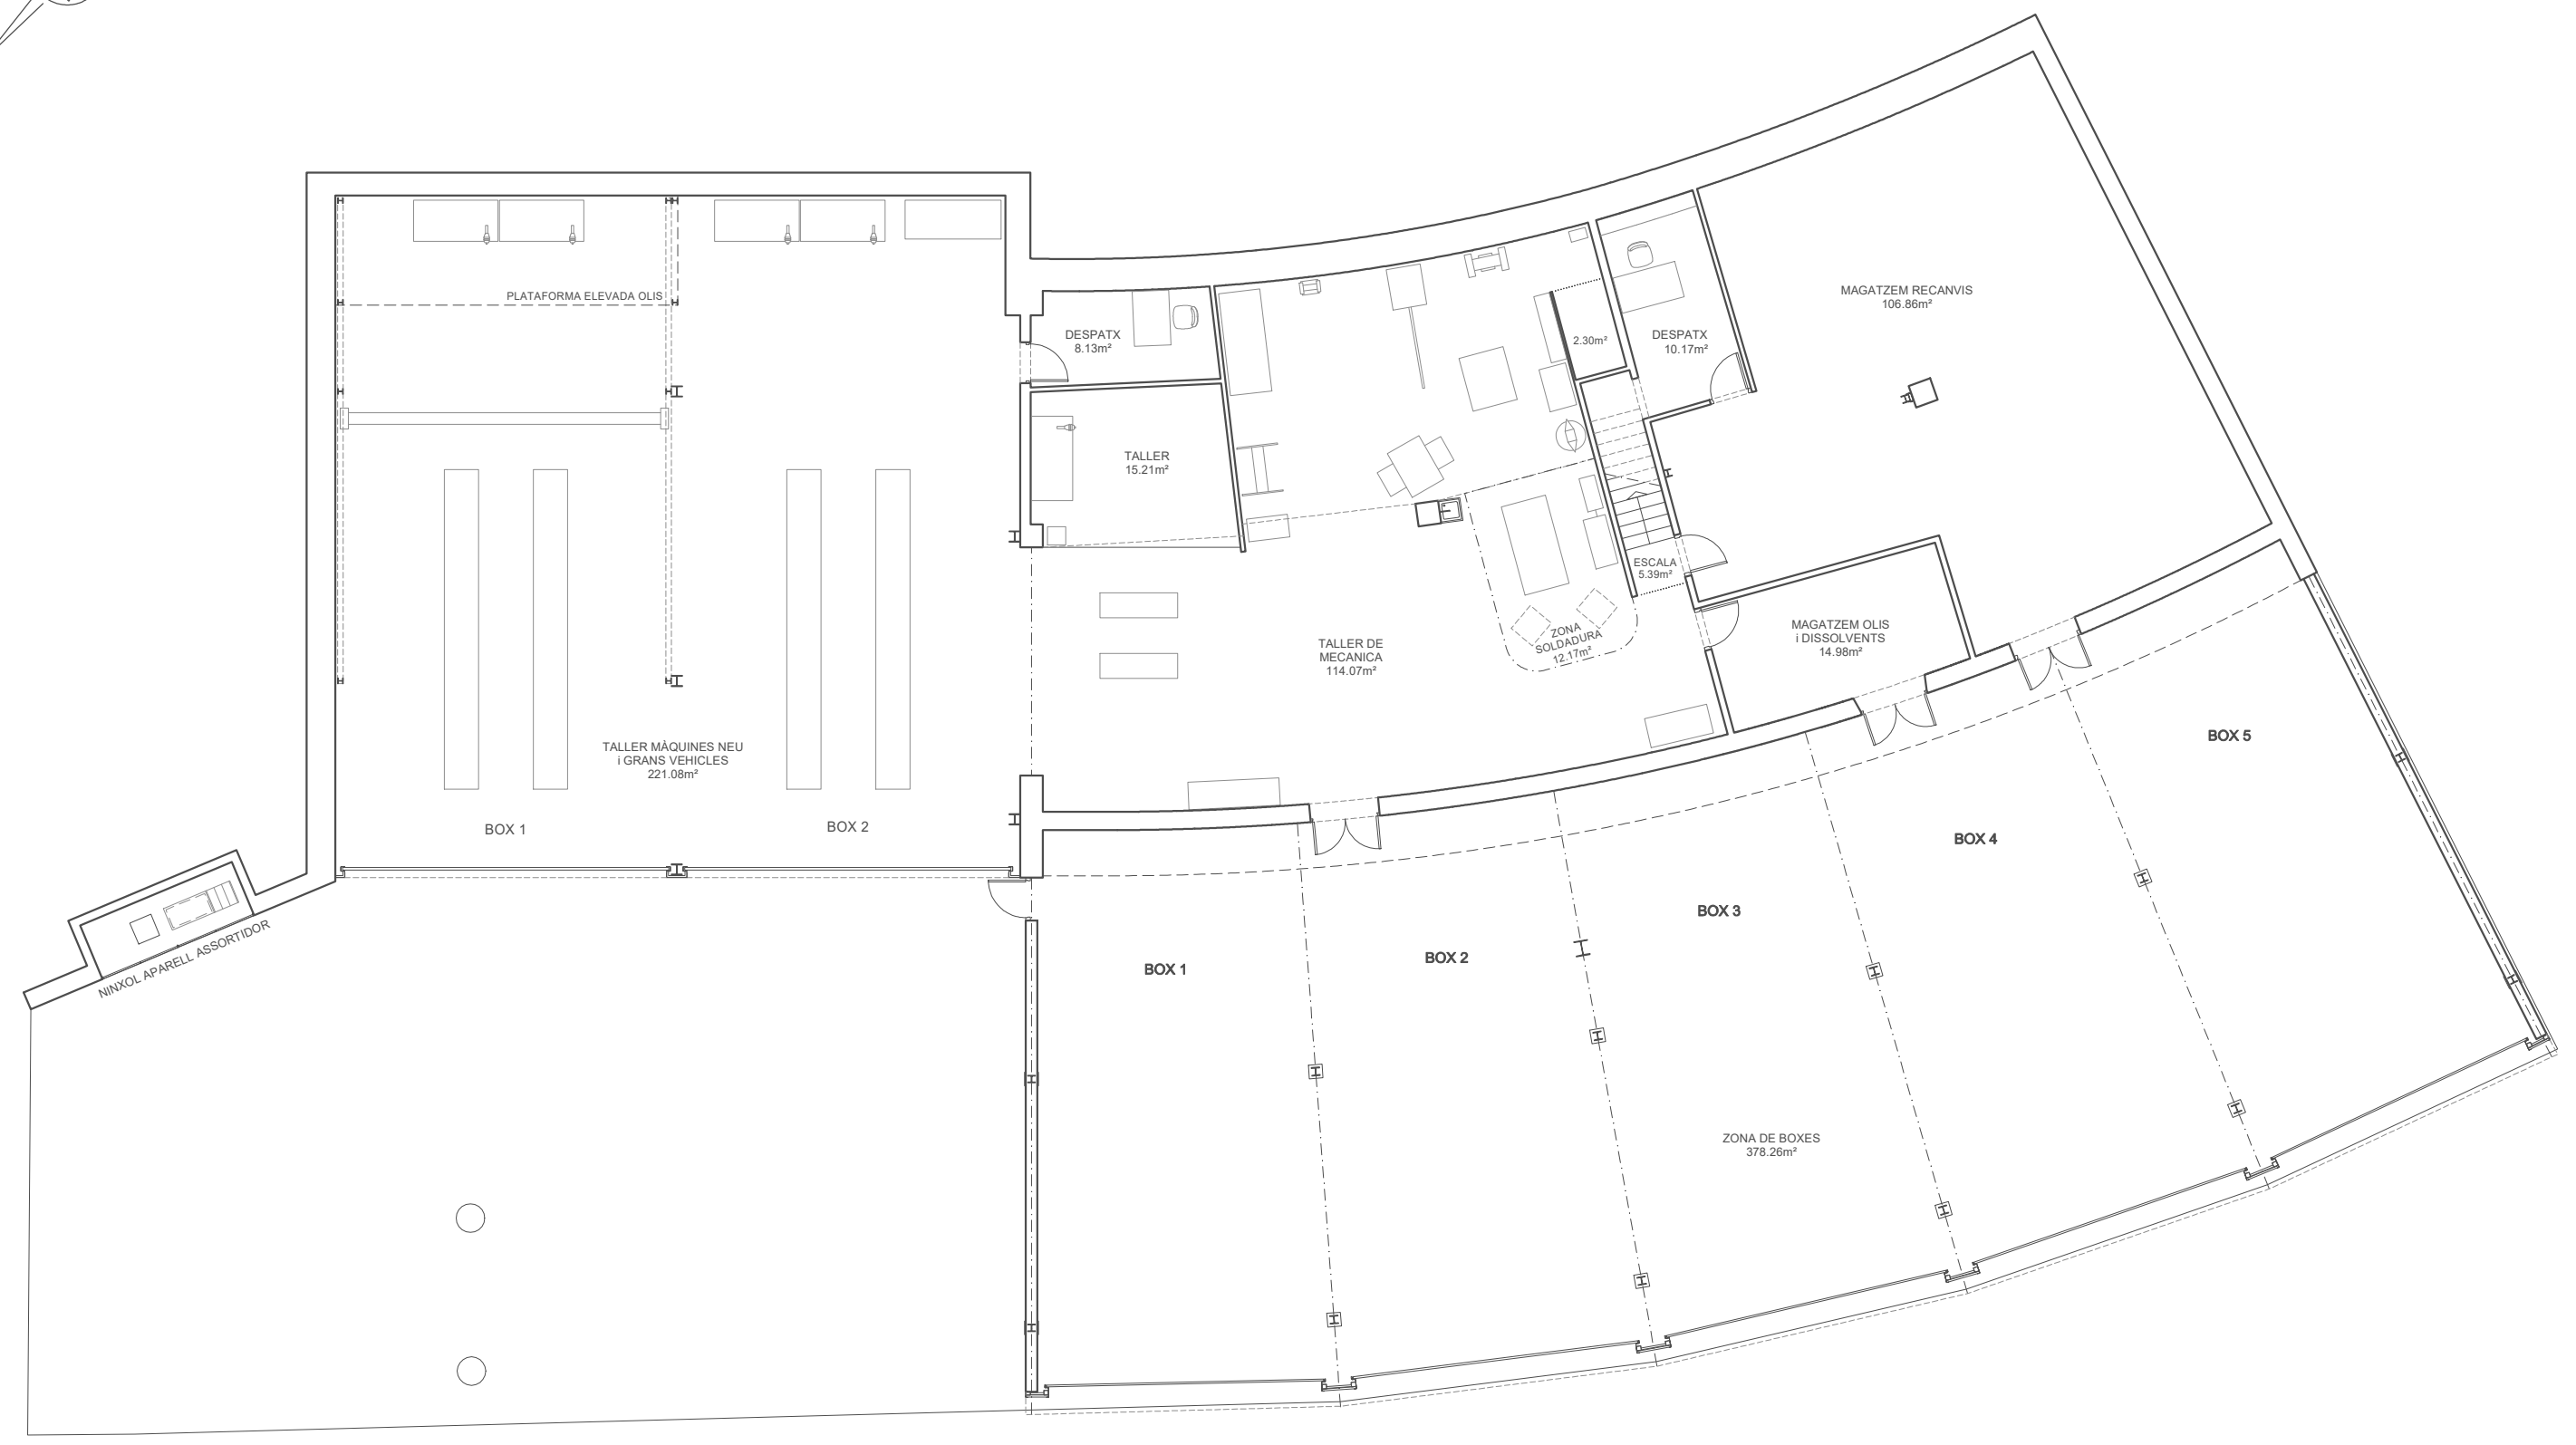 PLATAFORMA ELEVADA OLIS
DESPATX
8.13m²
TALLER
15.21m²
2.30m²
DESPATX
10.17m²
MAGATZEM RECANVIS
106.86m²
ESCALA
5.39m²
ZONA
SOLDADURA
12.17m²
TALLER DE
MECANICA
114.07m²
MAGATZEM OLIS
i DISSOLVENTS
14.98m²
TALLER MÀQUINES NEU
i GRANS VEHICLES
221.08m²
BOX 1
BOX 2
NINXOL APARELL ASSORTIDOR
BOX 1
BOX 2
BOX 3
BOX 4
BOX 5
ZONA DE BOXES
378.26m²